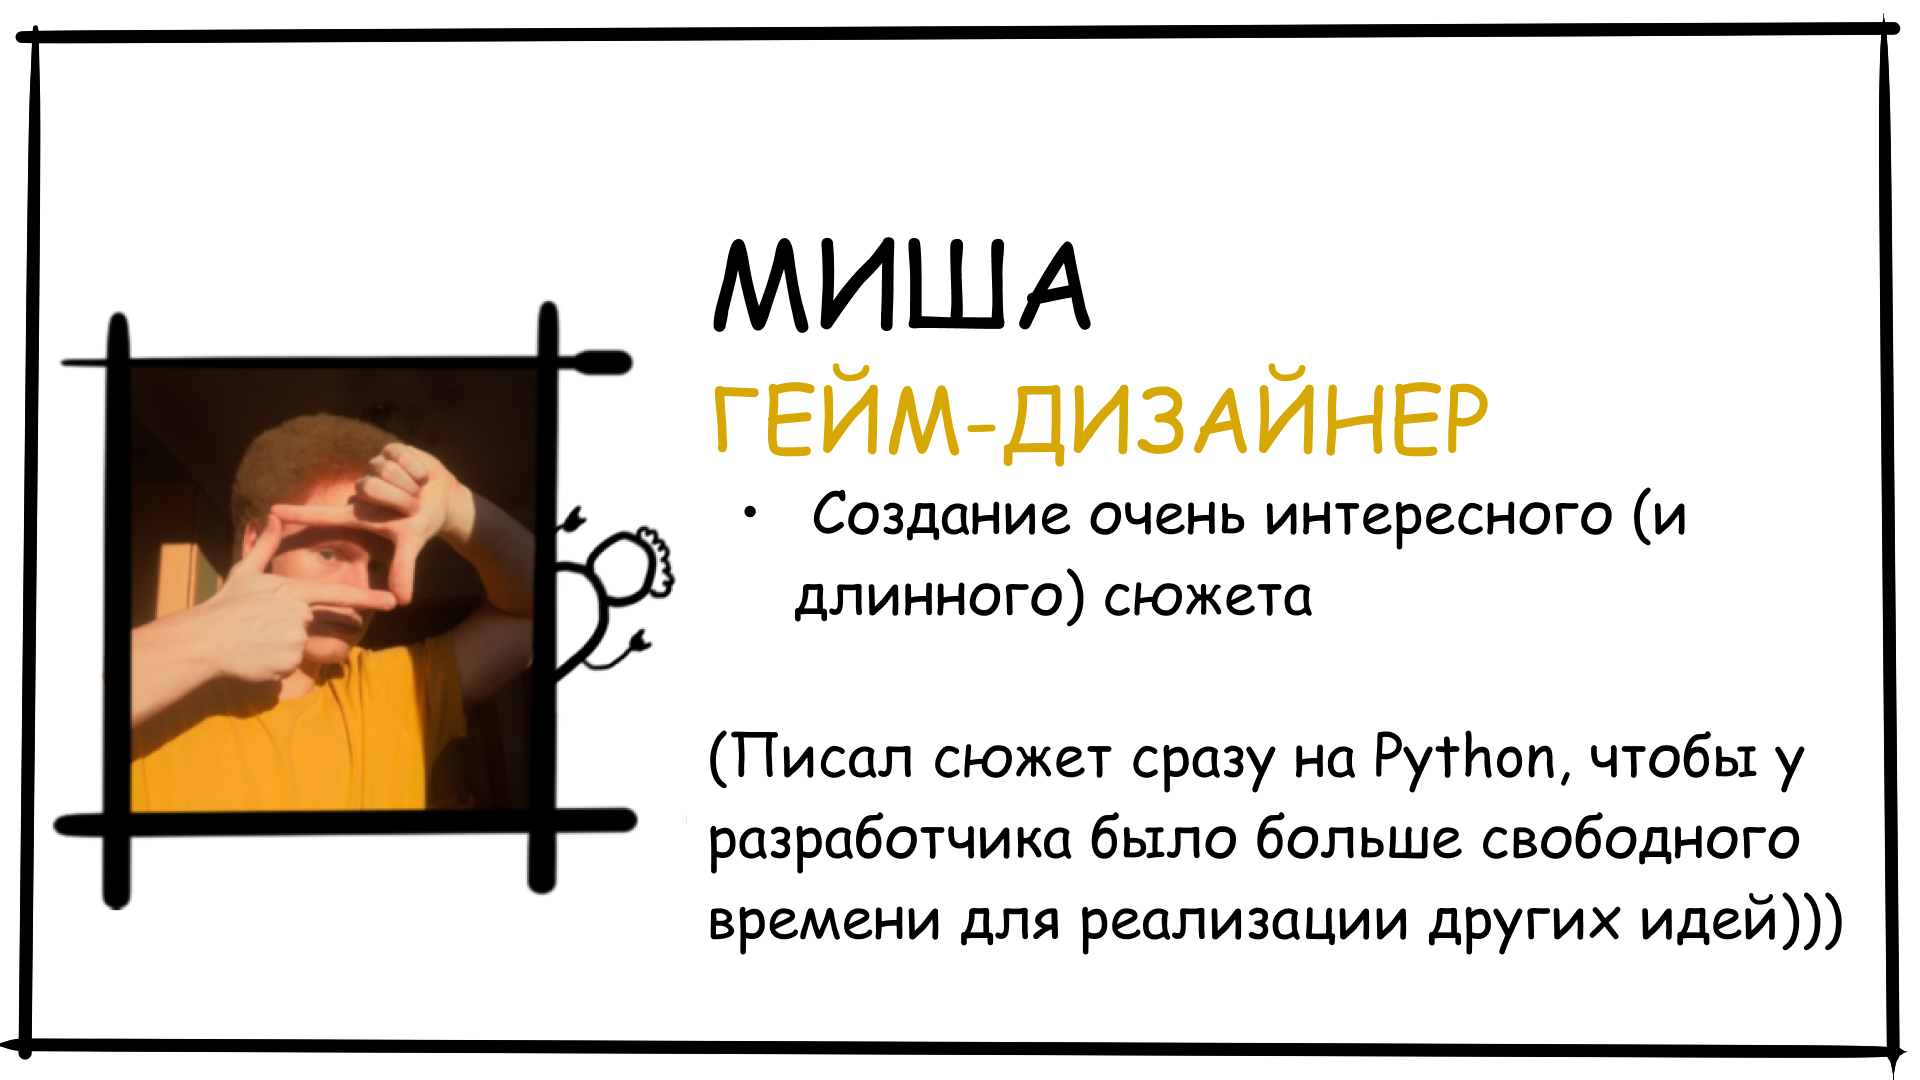 МИША
ГЕЙМ-ДИЗАЙНЕР
• Создание очень интересного (и
длинного) сюжета
(Писал сюжет сразу на Python, чтобы у
разработчика было больше свободного
времени для реализации других идей)))